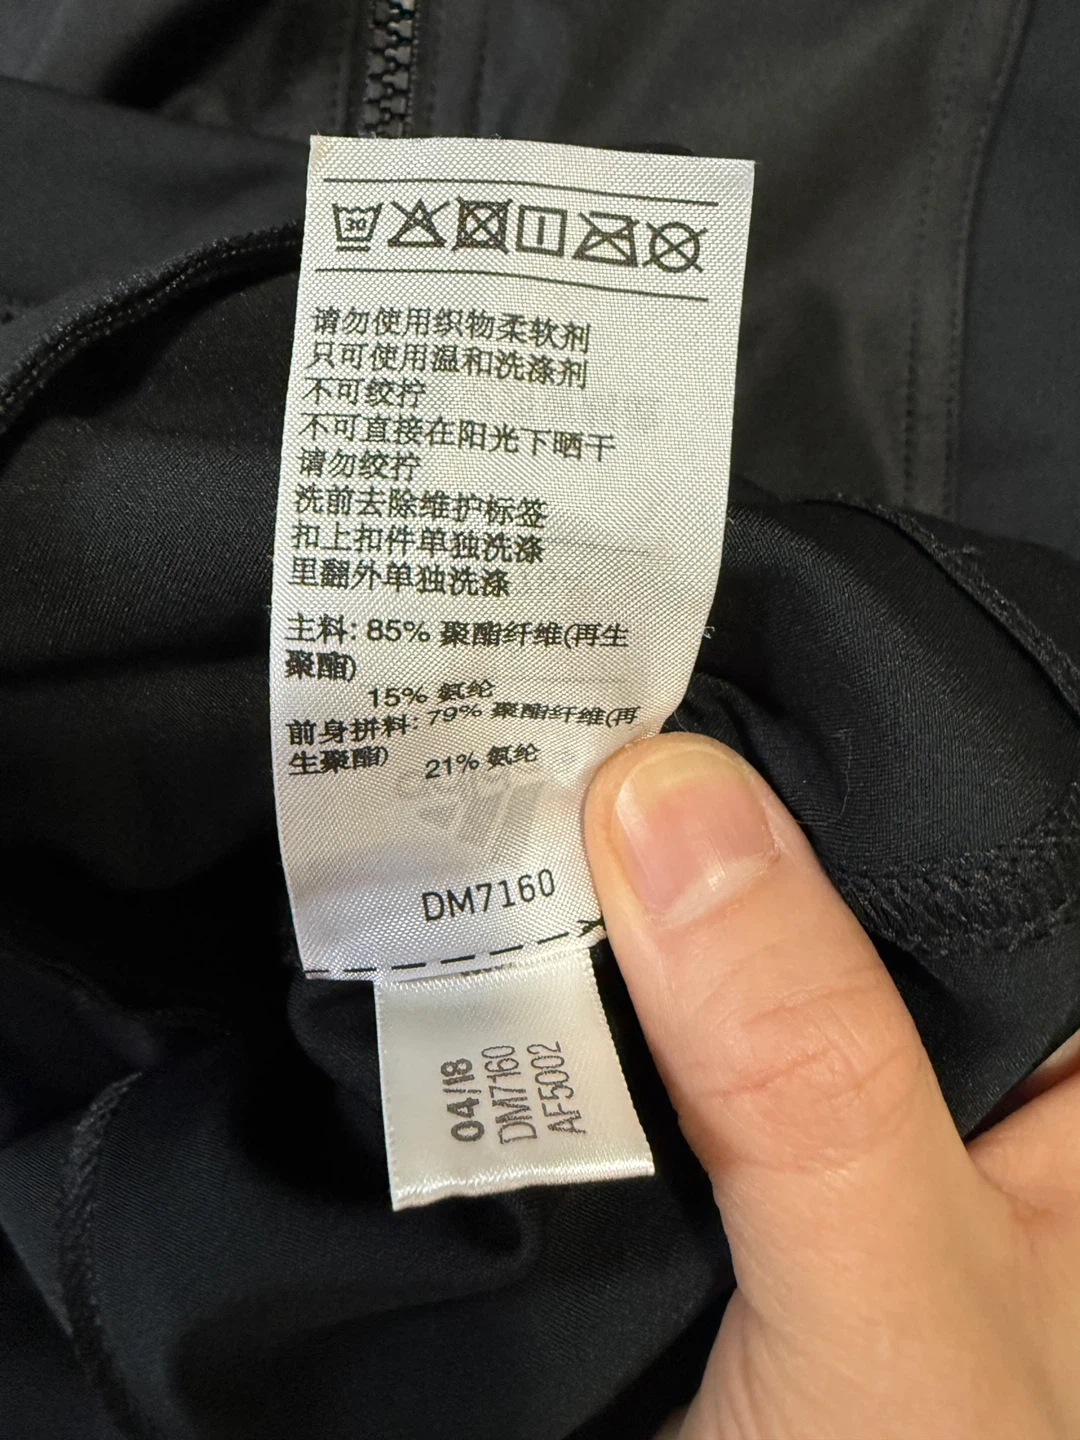 30
请勿使用织物柔软剂
只可使用温和洗涤剂
不可绞拧
不可直接在阳光下晒干
请勿绞拧
洗前去除维护标签
扣上扣件单独洗涤
里翻外单独洗涤
主料: 85% 聚酯纤维(再生
聚酯)
15% 氨纶
前身拼料: 79% 聚酯纤维(再
生聚酯)
21% 氨纶
DM7160
04/18
DM7160
AF5002